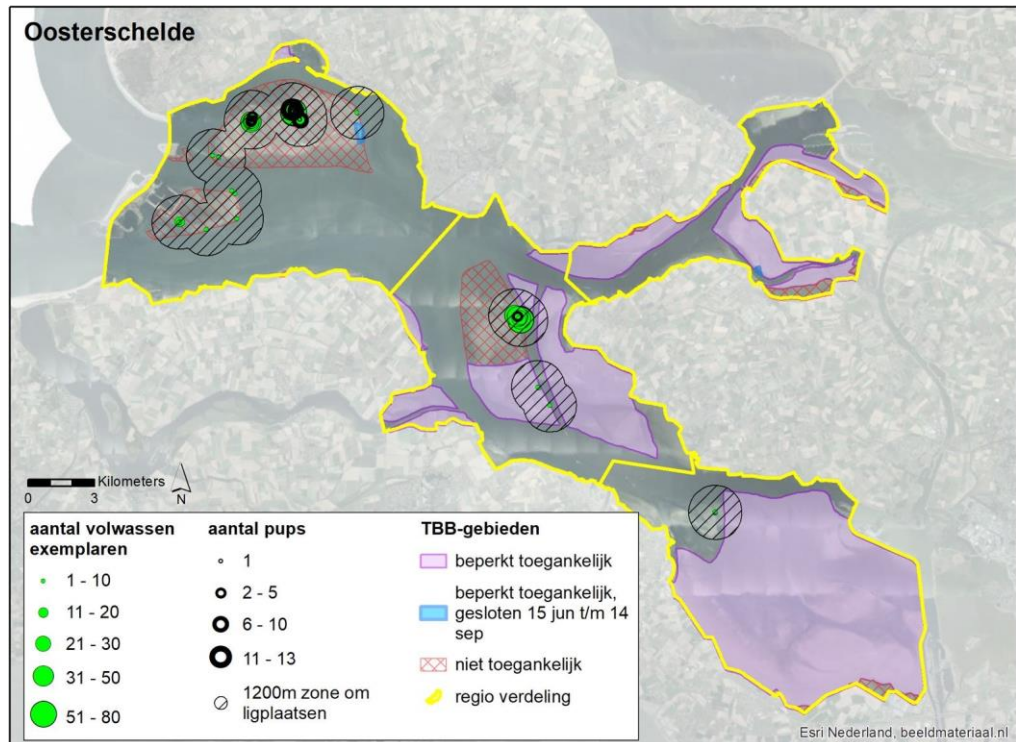 Oosterschelde
Kilometers
0 3
N
aantal volwassen
exemplaren
1 - 10
11 - 20
21 - 30
31 - 50
51 - 80
aantal pups
1
2 - 5
6 - 10
11 - 13
1200m zone om
ligplaatsen
TBB-gebieden
beperkt toegankelijk
beperkt toegankelijk,
gesloten 15 jun t/m 14
sep
niet toegankelijk
regio verdeling
Esri Nederland, beeldmateriaal.nl